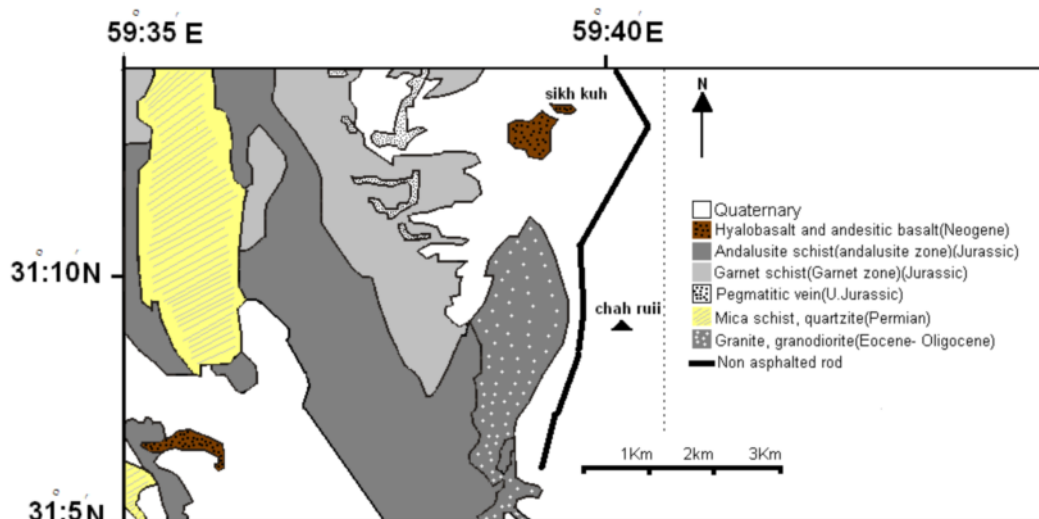 59:35 E
59:40 E
sikh kuh
N
Quaternary
Hyalobasalt and andesitic basalt(Neogene)
31:10N
Andalusite schist(andalusite zone)(Jurassic)
Garnet schist(Garnet zone)(Jurassic)
Pegmatitic vein(U.Jurassic)
chah ruii
Mica schist, quartzite(Permian)
Granite, granodiorite(Eocene- Oligocene)
Non asphalted rod
1Km 2km 3Km
31:5N